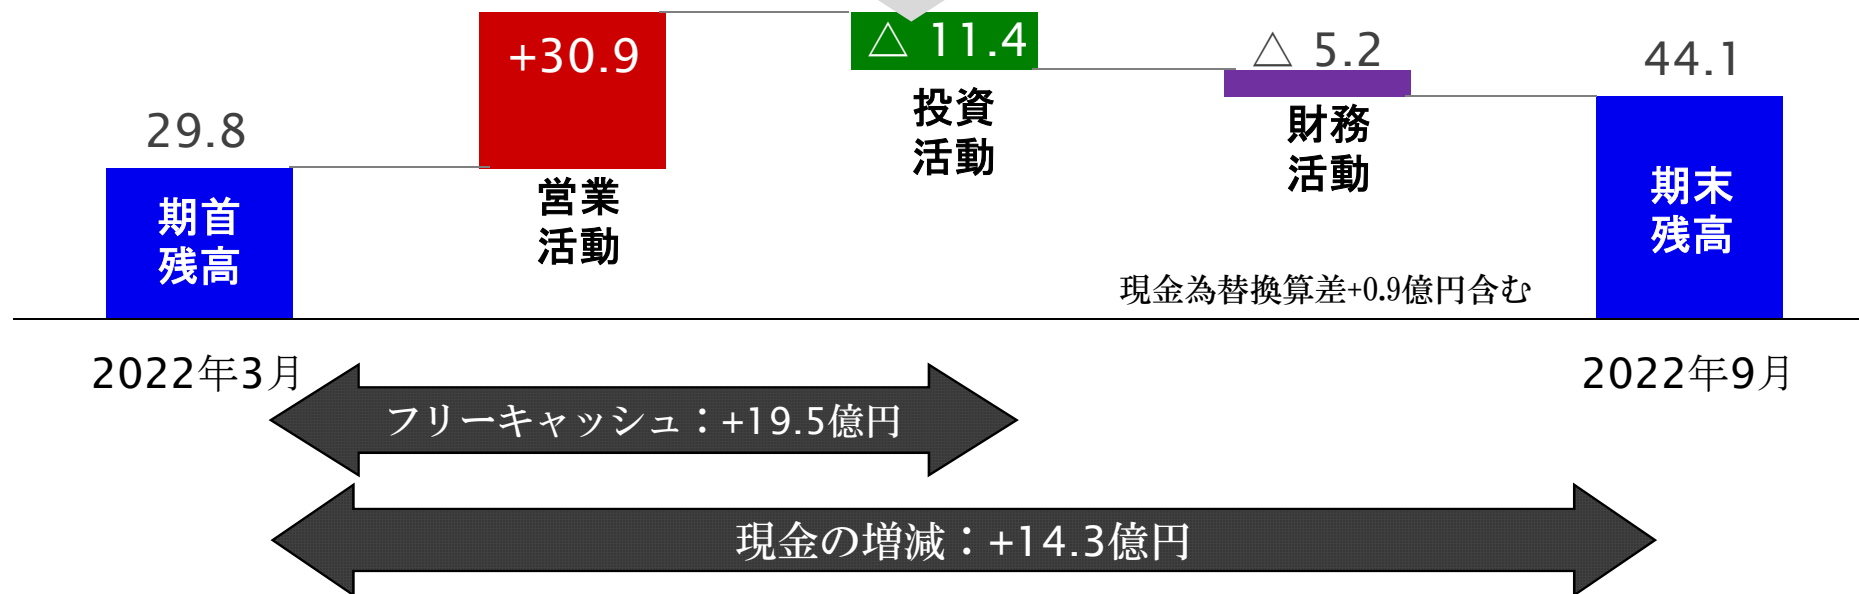 29.8
期首
残高
+30.9
営業
活動
△ 11.4
投資
活動
△ 5.2
財務
活動
44.1
期末
残高
現金為替換算差+0.9億円含む
2022年3月
2022年9月
フリーキャッシュ：+19.5億円
現金の増減：+14.3億円